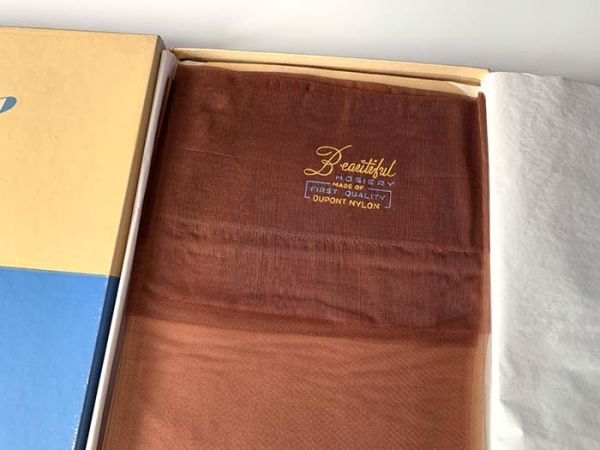 Beautiful
HOSIERY
MADE OF
FIRST QUALITY
DUPONT NYLON